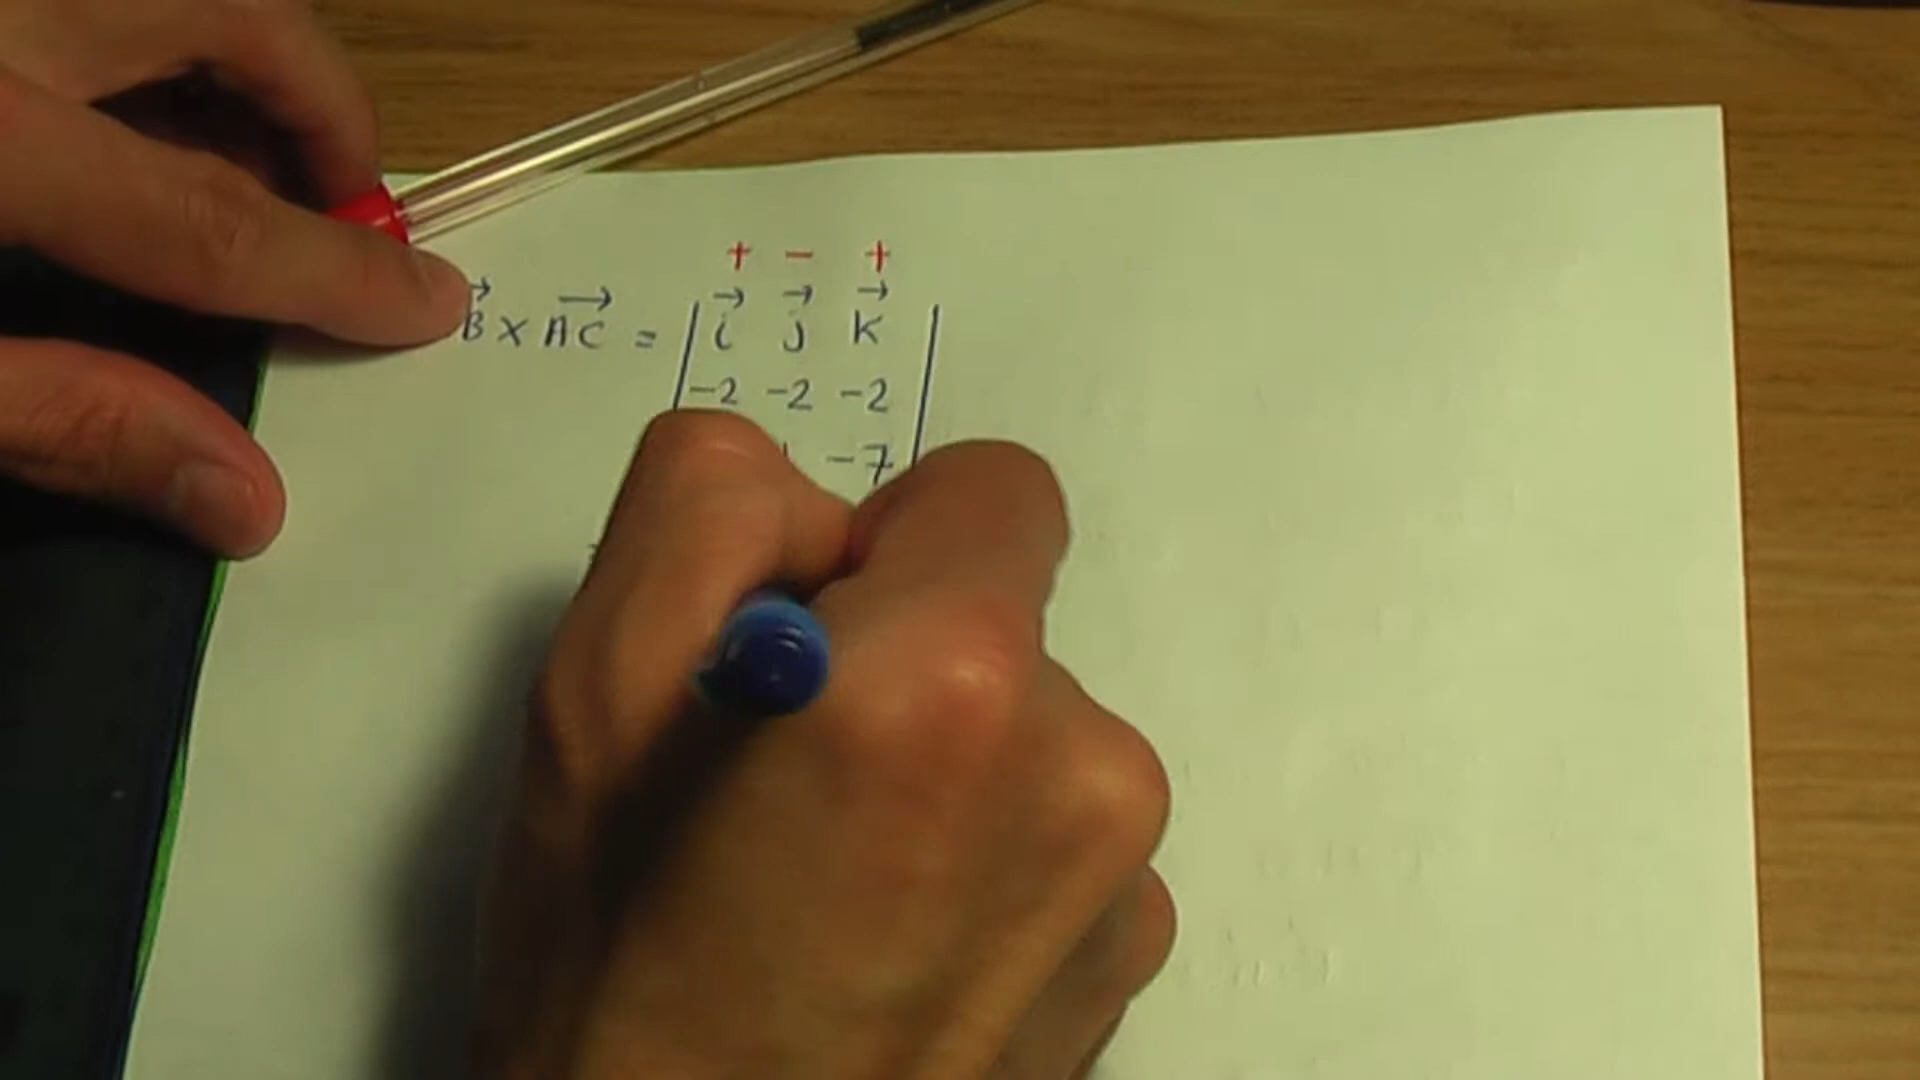 + - +
B × AC = | i j k |
-2 -2 -2
-7